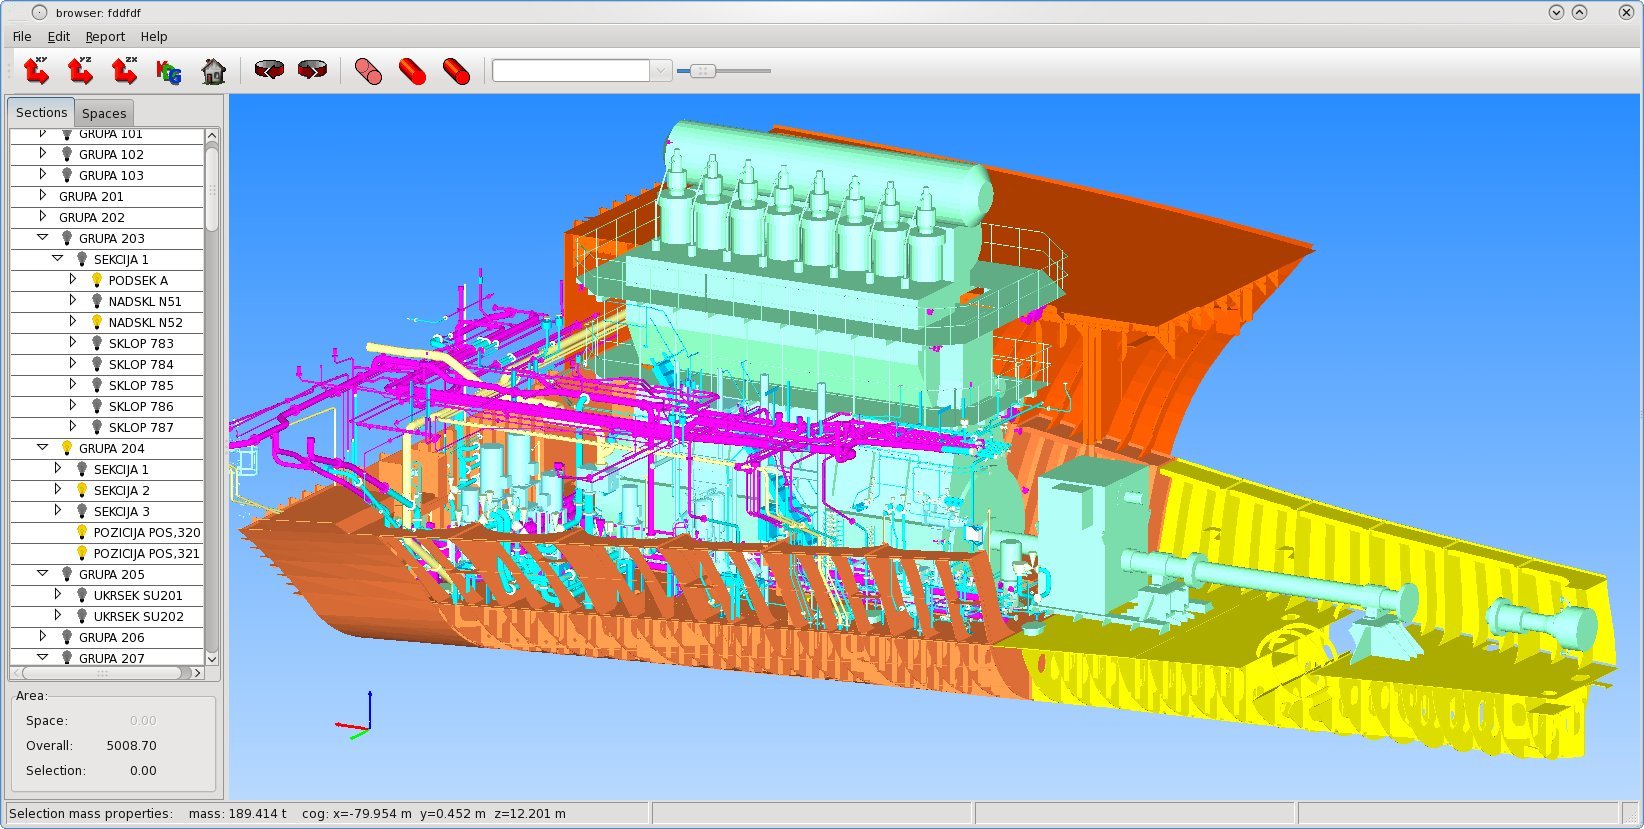 browser: fddfdf
File Edit Report Help
XY YZ ZX
Sections Spaces
GRUPA 101
GRUPA 102
GRUPA 103
GRUPA 201
GRUPA 202
GRUPA 203
SEKCIJA 1
PODSEK A
NADSKL N51
NADSKL N52
SKLOP 783
SKLOP 784
SKLOP 785
SKLOP 786
SKLOP 787
GRUPA 204
SEKCIJA 1
SEKCIJA 2
SEKCIJA 3
POZICIJA POS,320
POZICIJA POS,321
GRUPA 205
UKRSEK SU201
UKRSEK SU202
GRUPA 206
GRUPA 207
Area:
Space: 0.00
Overall: 5008.70
Selection: 0.00
Selection mass properties: mass: 189.414 t cog: x=-79.954 m y=0.452 m z=12.201 m